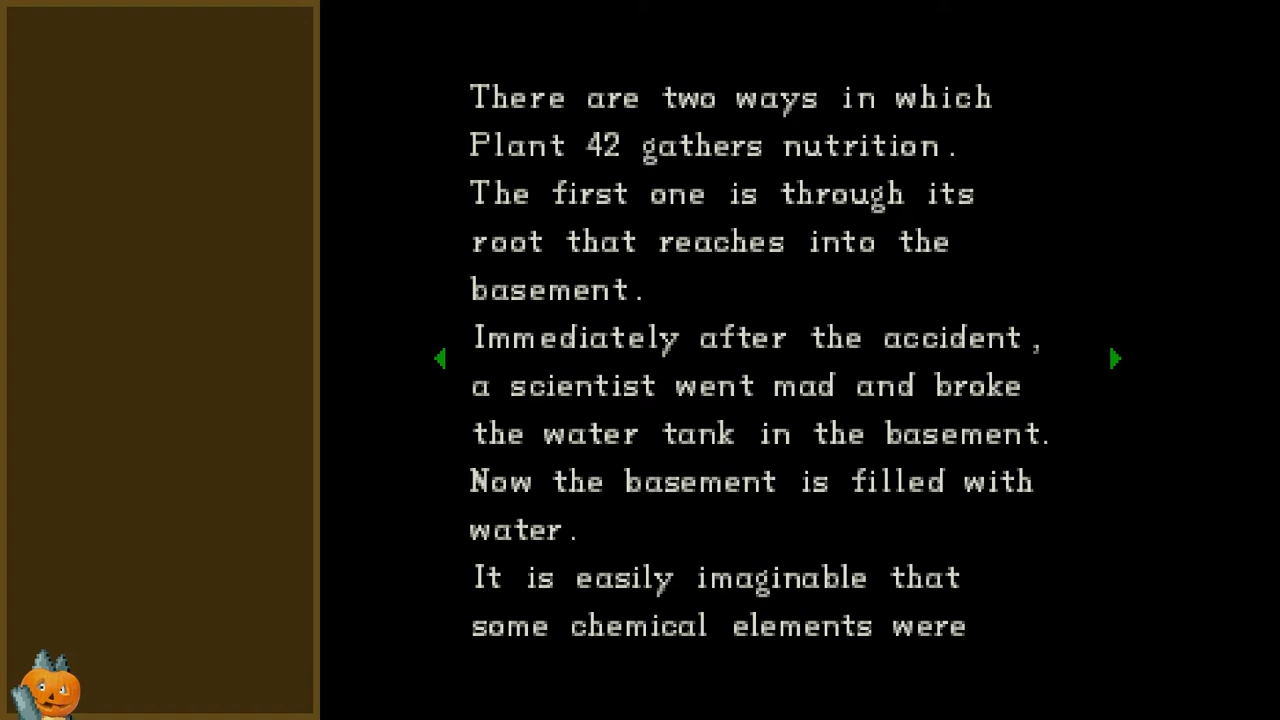 There are two ways in which
Plant 42 gathers nutrition.
The first one is through its
root that reaches into the
basement.
Immediately after the accident,
a scientist went mad and broke
the water tank in the basement.
Now the basement is filled with
water.
It is easily imaginable that
some chemical elements were